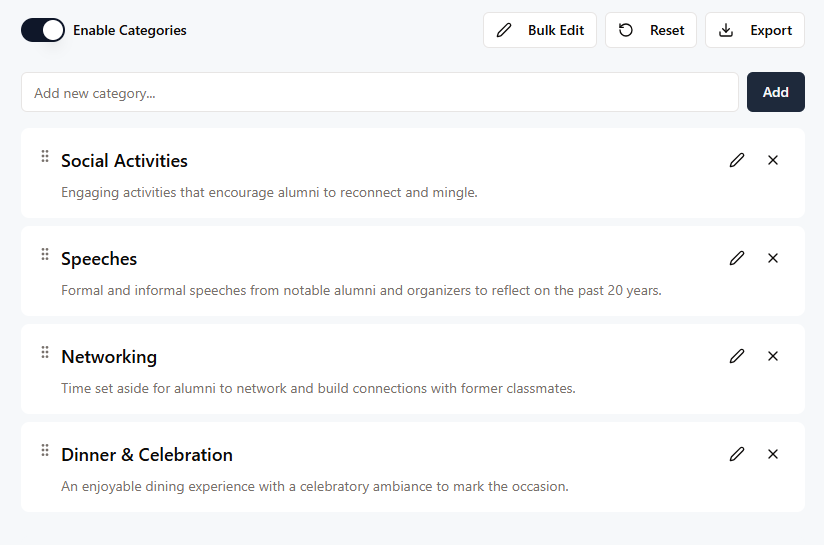 Enable Categories
Bulk Edit
Reset
Export
Add new category...
Add
Social Activities
Engaging activities that encourage alumni to reconnect and mingle.
Speeches
Formal and informal speeches from notable alumni and organizers to reflect on the past 20 years.
Networking
Time set aside for alumni to network and build connections with former classmates.
Dinner & Celebration
An enjoyable dining experience with a celebratory ambiance to mark the occasion.